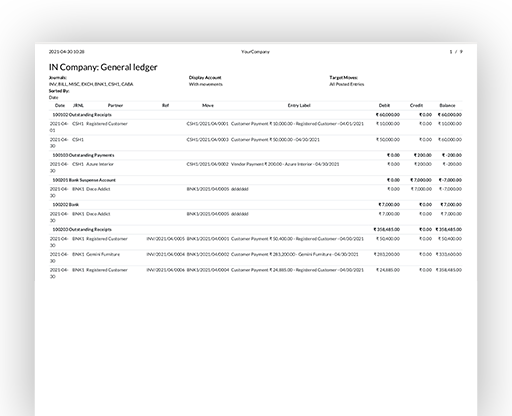 2021-04-30 10:28 YourCompany 1 / 9
IN Company: General ledger
Journals: Display Account Target Moves:
INV, BILL, MISC, EXCH, BNK1, CSH1, CABA With movements All Posted Entries
Sorted By:
Date
Date JRNL Partner Ref Move Entry Label Debit Credit Balance
100102 Outstanding Receipts ₹ 60,000.00 ₹ 0.00 ₹ 60,000.00
2021-04- CSH1 Registered Customer CSH1/2021/04/0001 Customer Payment ₹ 10,000.00 - Registered Customer - 04/01/2021 ₹ 10,000.00 ₹ 0.00 ₹ 10,000.00
01
2021-04- CSH1 CSH1/2021/04/0003 Customer Payment ₹ 50,000.00 - 04/30/2021 ₹ 50,000.00 ₹ 0.00 ₹ 60,000.00
30
100103 Outstanding Payments ₹ 0.00 ₹ 200.00 ₹ -200.00
2021-04- CSH1 Azure Interior CSH1/2021/04/0002 Vendor Payment ₹ 200.00 - Azure Interior - 04/30/2021 ₹ 0.00 ₹ 200.00 ₹ -200.00
30
100201 Bank Suspense Account ₹ 0.00 ₹ 7,000.00 ₹ -7,000.00
2021-04- BNK1 Deco Addict BNK1/2021/04/0005 ddddddd ₹ 0.00 ₹ 7,000.00 ₹ -7,000.00
30
100202 Bank ₹ 7,000.00 ₹ 0.00 ₹ 7,000.00
2021-04- BNK1 Deco Addict BNK1/2021/04/0005 ddddddd ₹ 7,000.00 ₹ 0.00 ₹ 7,000.00
30
100203 Outstanding Receipts ₹ 358,485.00 ₹ 0.00 ₹ 358,485.00
2021-04- BNK1 Registered Customer INV/2021/04/0005 BNK1/2021/04/0001 Customer Payment ₹ 50,400.00 - Registered Customer - 04/30/2021 ₹ 50,400.00 ₹ 0.00 ₹ 50,400.00
30
2021-04- BNK1 Gemini Furniture INV/2021/04/0004 BNK1/2021/04/0002 Customer Payment ₹ 283,200.00 - Gemini Furniture - 04/30/2021 ₹ 283,200.00 ₹ 0.00 ₹ 333,600.00
30
2021-04- BNK1 Registered Customer INV/2021/04/0006 BNK1/2021/04/0004 Customer Payment ₹ 24,885.00 - Registered Customer - 04/30/2021 ₹ 24,885.00 ₹ 0.00 ₹ 358,485.00
30